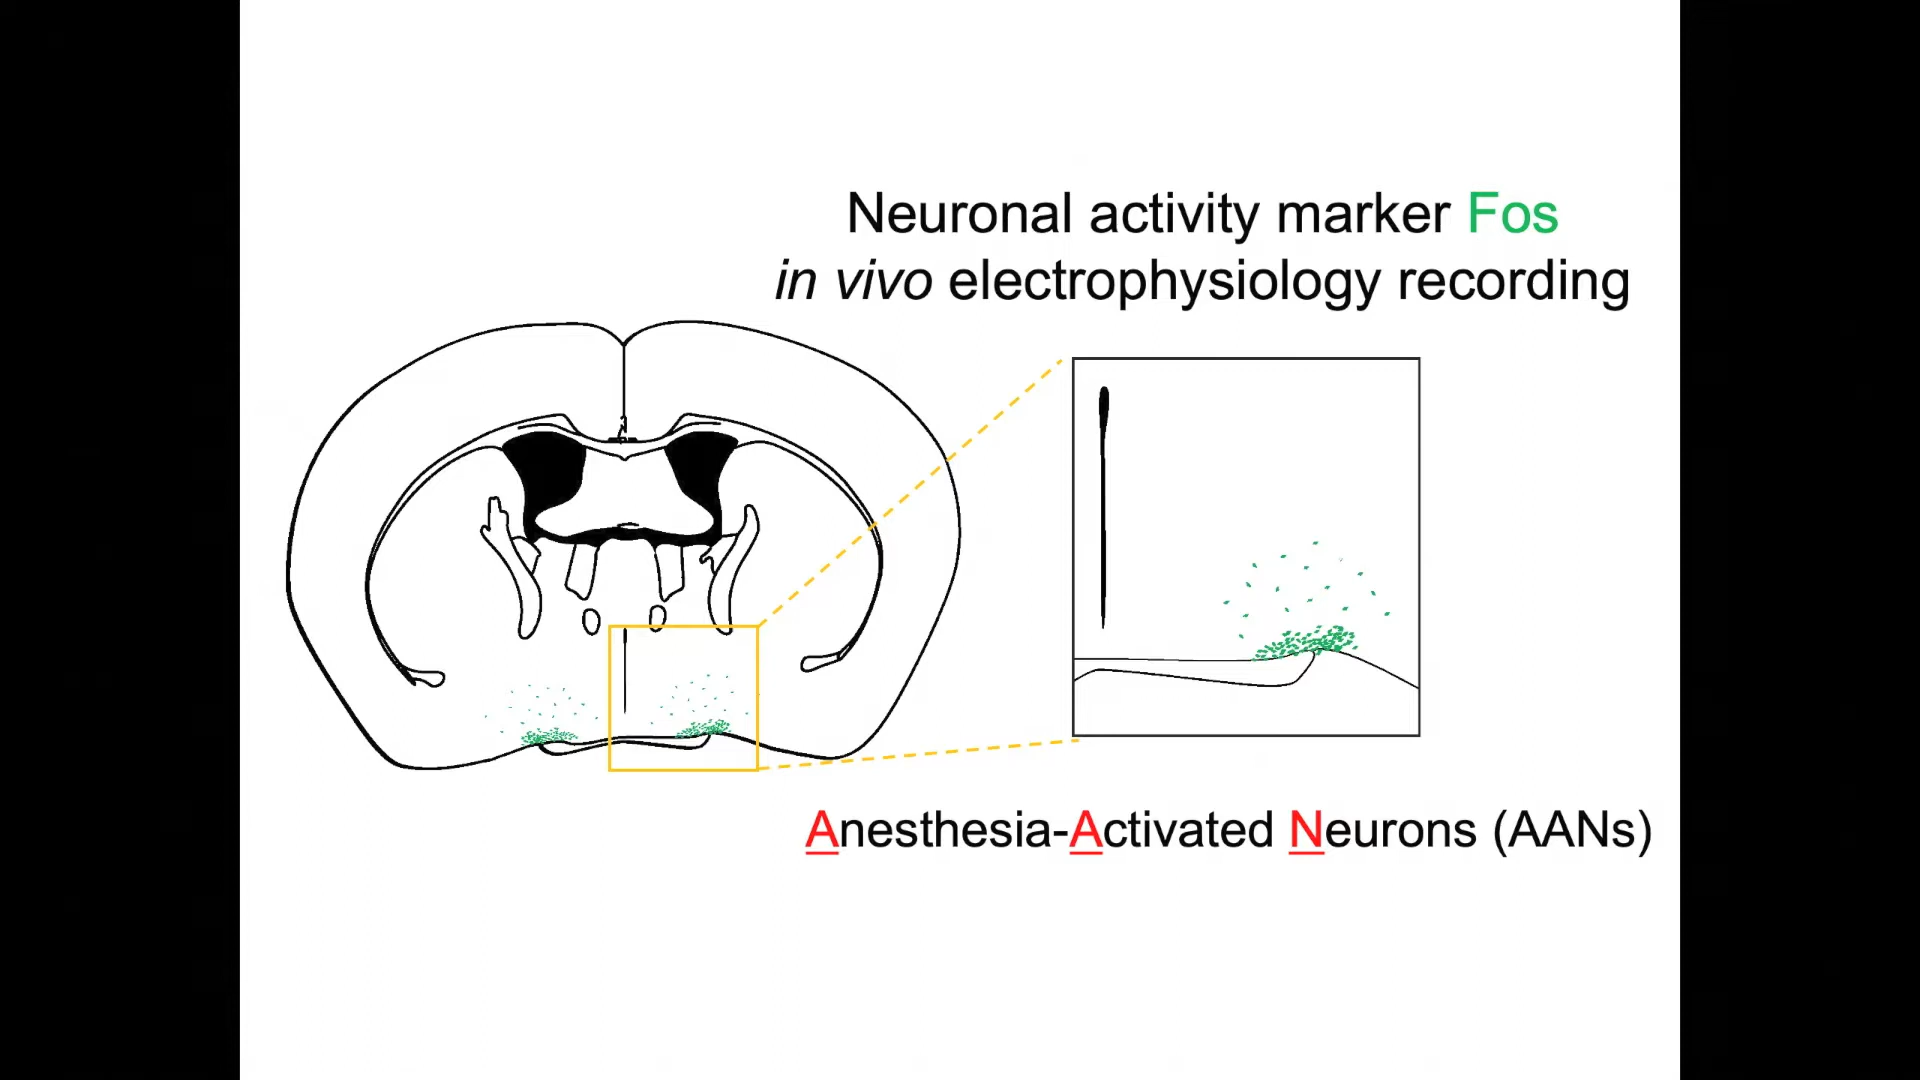 Neuronal activity marker Fos
in vivo electrophysiology recording
Anesthesia-Activated Neurons (AANs)